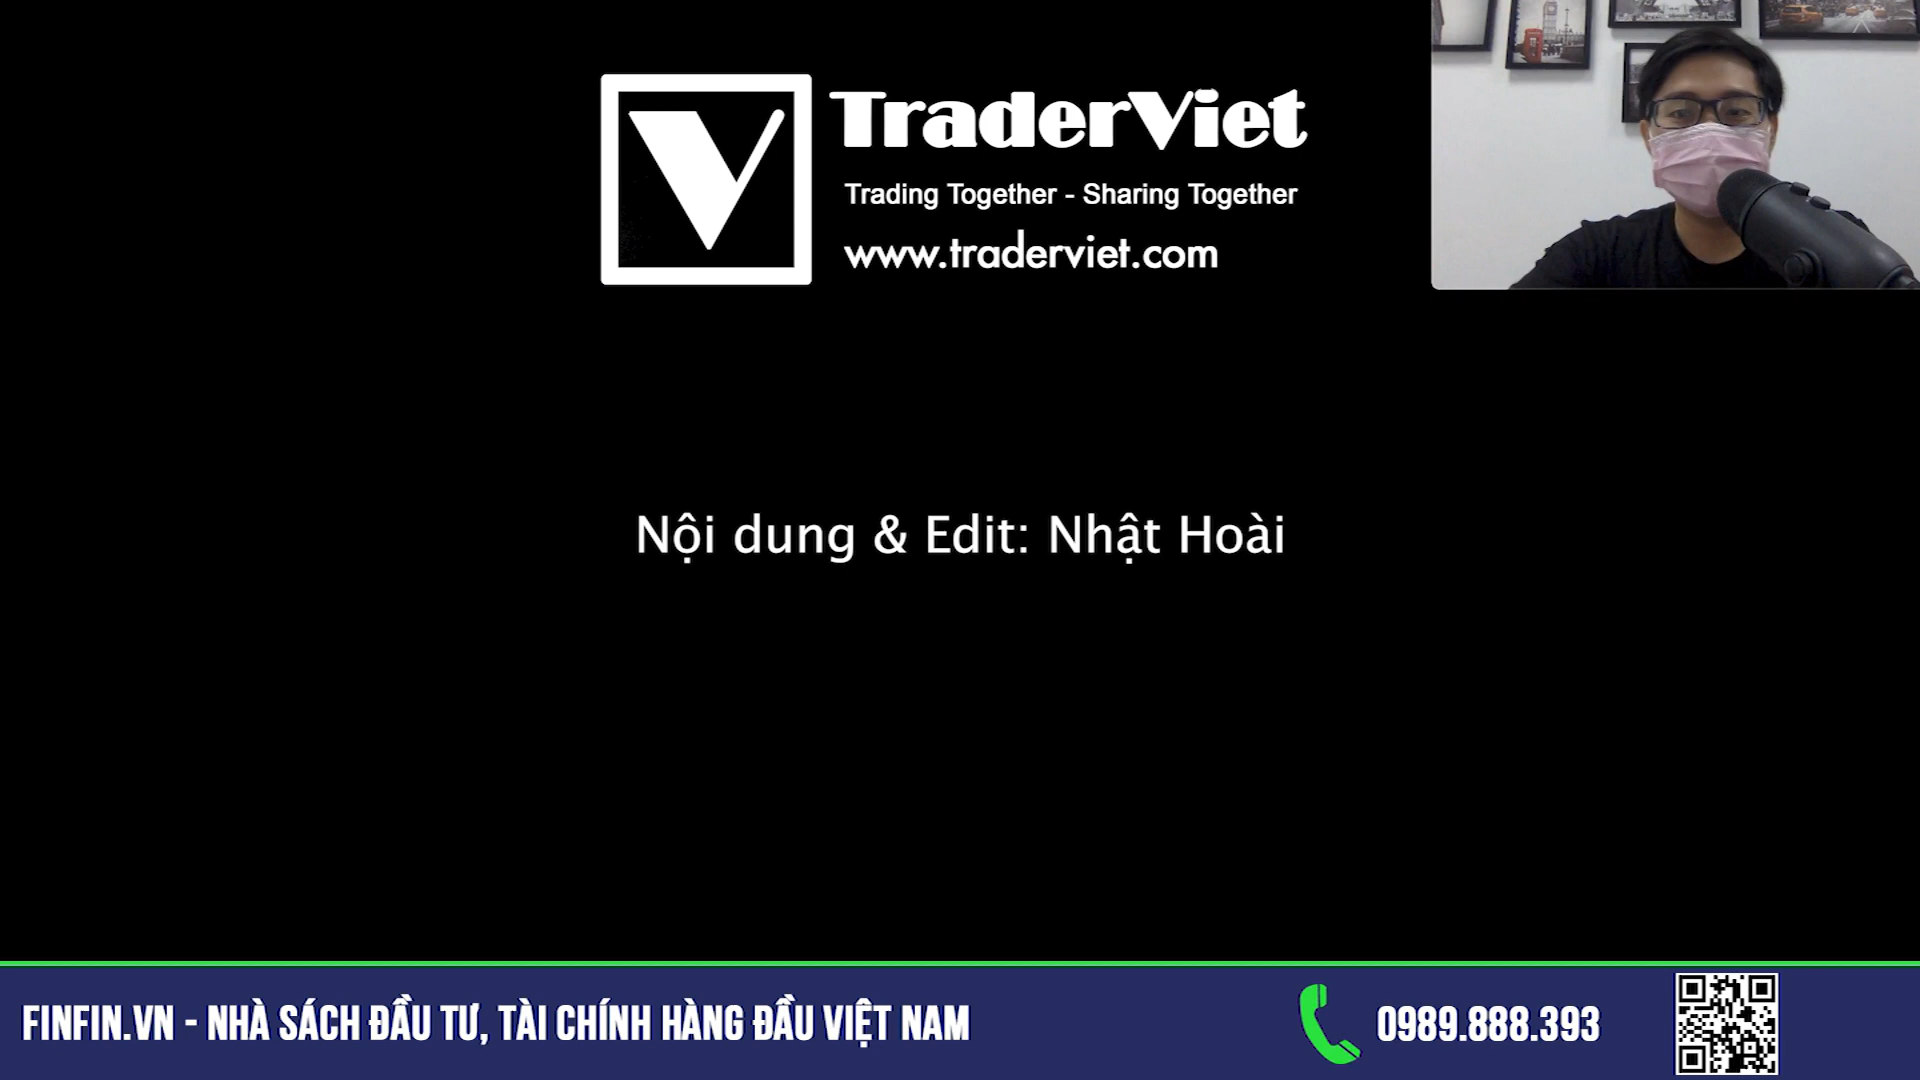 TraderViet
Trading Together - Sharing Together
www.traderviet.com
Nội dung & Edit: Nhật Hoài
FINFIN.VN - NHÀ SÁCH ĐẦU TƯ, TÀI CHÍNH HÀNG ĐẦU VIỆT NAM
0989.888.393